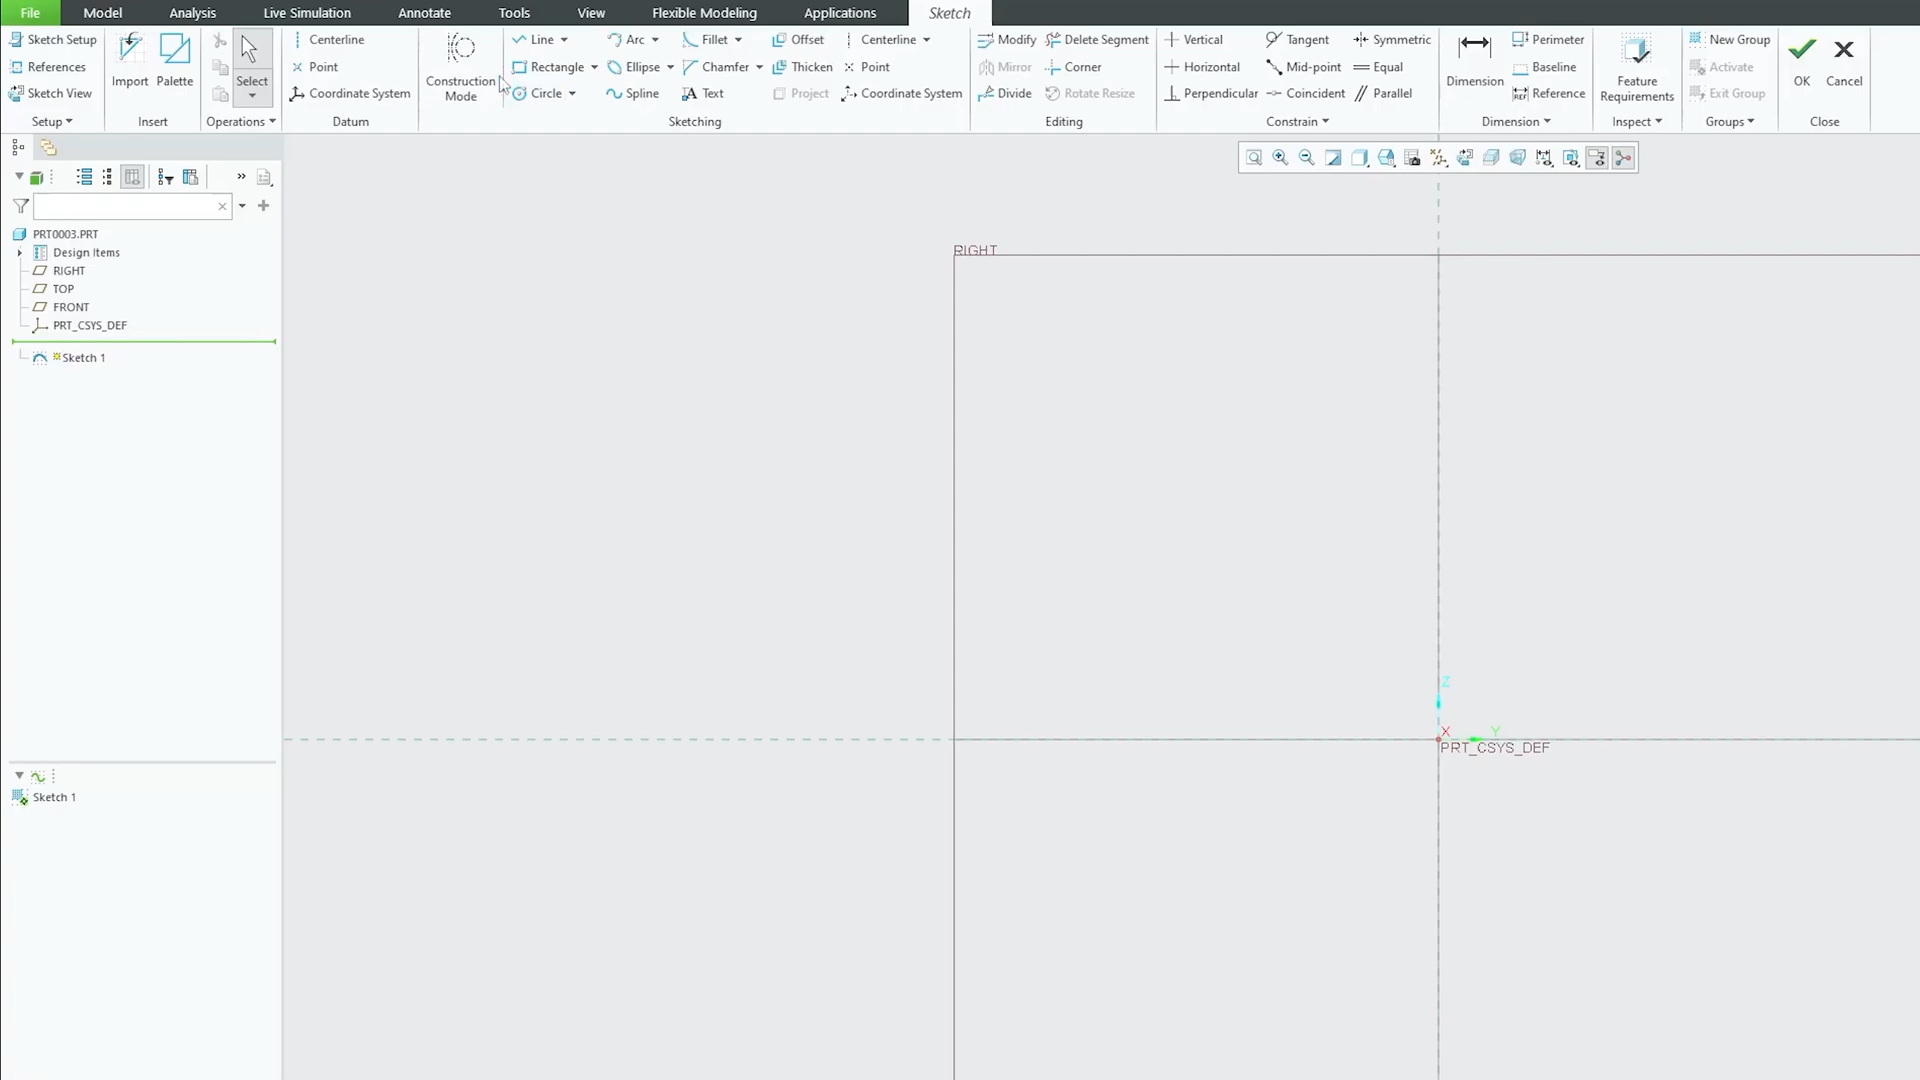 File Model Analysis Live Simulation Annotate Tools View Flexible Modeling Applications Sketch
Sketch Setup Centerline Line Arc Fillet Offset Centerline Modify Delete Segment Vertical Tangent Symmetric Perimeter New Group
References Import Palette Select Point Construction Mode Rectangle Ellipse Chamfer Thicken Point Mirror Corner Horizontal Mid-point Equal Dimension Baseline Feature Requirements Activate OK Cancel
Sketch View Coordinate System Circle Spline Text Project Coordinate System Divide Rotate Resize Perpendicular Coincident Parallel Reference Exit Group
Setup Insert Operations Datum Sketching Editing Constrain Dimension Inspect Groups Close
PRT0003.PRT
Design Items
RIGHT
TOP
FRONT
PRT_CSYS_DEF
Sketch 1
Sketch 1
RIGHT
Z
X Y
PRT_CSYS_DEF